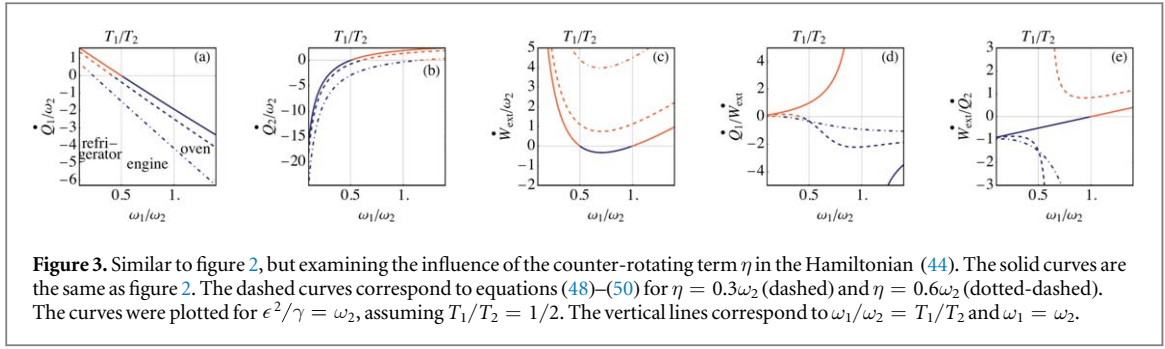 T₁/T₂ T₁/T₂ T₁/T₂ T₁/T₂ T₁/T₂
(a) (b) (c) (d) (e)
Q̇₁/ω₂
1
0
-1
-2
-3
-4
-5
-6
refri-
gerator
engine
oven
0.5 1.
ω₁/ω₂
Q̇₂/ω₂
0
-5
-10
-15
-20
0.5 1.
ω₁/ω₂
Ẇext/ω₂
5
4
3
2
1
0
-1
-2
0.5 1.
ω₁/ω₂
Q̇₁/Ẇext
4
2
0
-2
-4
0.5 1.
ω₁/ω₂
Ẇext/Q̇₂
3
2
1
0
-1
-2
-3
0.5 1.
ω₁/ω₂
Figure 3. Similar to figure 2, but examining the influence of the counter-rotating term η in the Hamiltonian (44). The solid curves are
the same as figure 2. The dashed curves correspond to equations (48)–(50) for η = 0.3ω₂ (dashed) and η = 0.6ω₂ (dotted-dashed).
The curves were plotted for ϵ²/γ = ω₂, assuming T₁/T₂ = 1/2. The vertical lines correspond to ω₁/ω₂ = T₁/T₂ and ω₁ = ω₂.